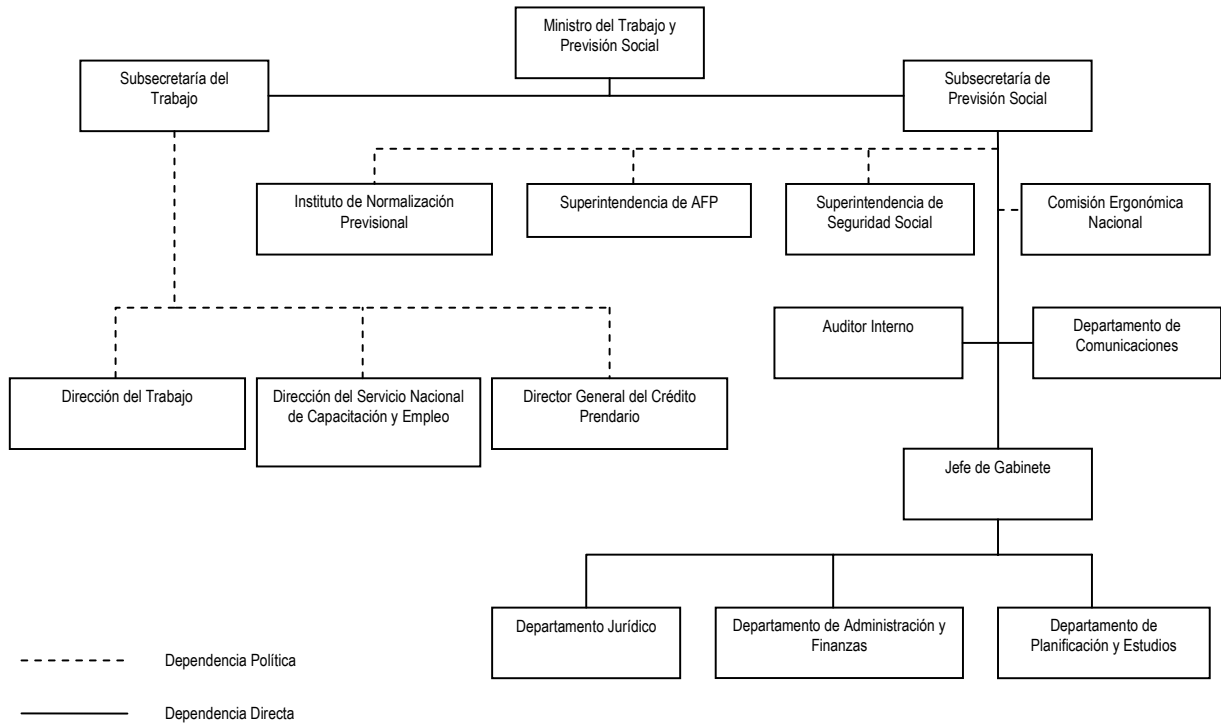 Ministro del Trabajo y
Previsión Social
Subsecretaría del
Trabajo
Subsecretaría de
Previsión Social
Instituto de Normalización
Previsional
Superintendencia de AFP
Superintendencia de
Seguridad Social
Comisión Ergonómica
Nacional
Auditor Interno
Departamento de
Comunicaciones
Dirección del Trabajo
Dirección del Servicio Nacional
de Capacitación y Empleo
Director General del Crédito
Prendario
Jefe de Gabinete
Departamento Jurídico
Departamento de Administración y
Finanzas
Departamento de
Planificación y Estudios
Dependencia Política
Dependencia Directa